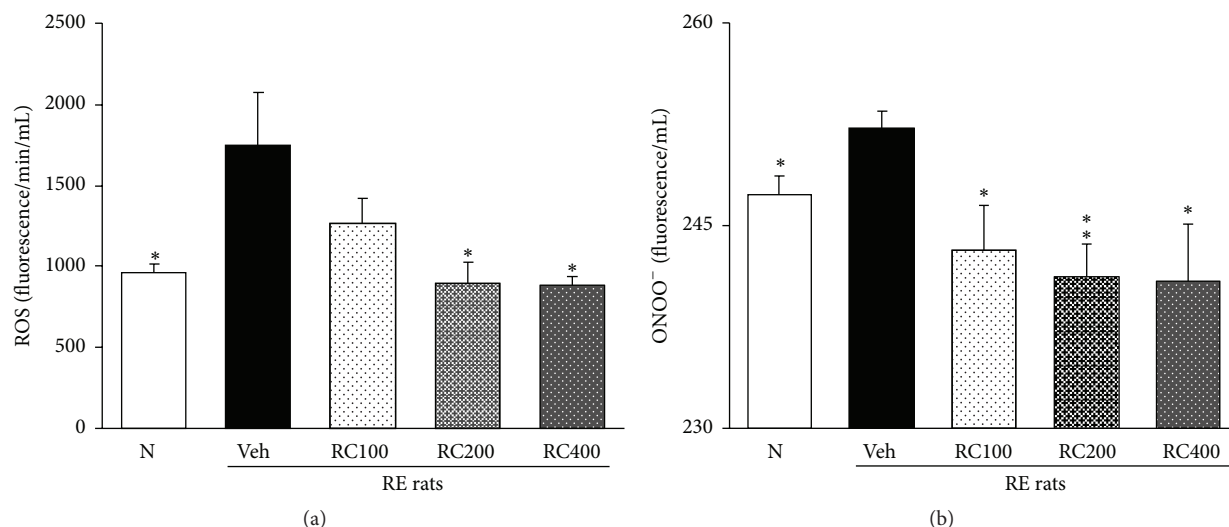 2500
2000
1500
1000
500
0
ROS (fluorescence/min/mL)
*
*
*
N
Veh
RC100
RC200
RC400
RE rats
(a)
260
245
230
ONOO⁻ (fluorescence/mL)
*
*
*
*
*
N
Veh
RC100
RC200
RC400
RE rats
(b)